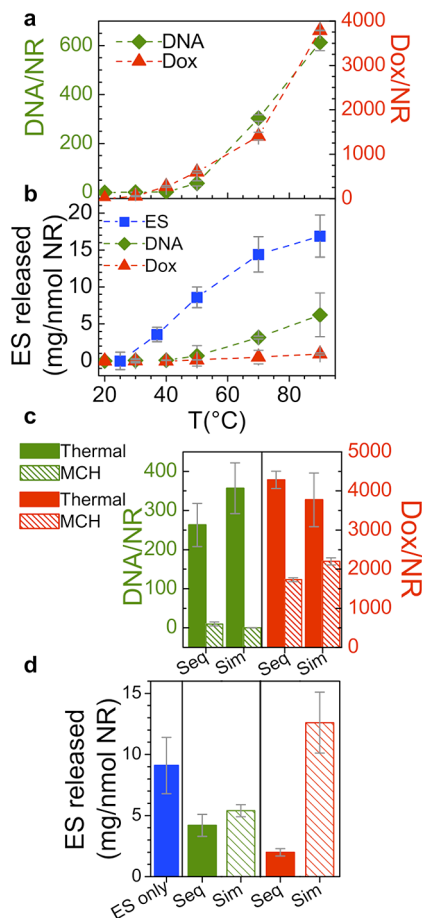 a
DNA/NR
600
400
200
0
DNA
Dox
4000
3000
2000
1000
0
Dox/NR
b
ES released
(mg/nmol NR)
20
15
10
5
0
ES
DNA
Dox
20 40 60 80
T(°C)
c
Thermal
MCH
Thermal
MCH
DNA/NR
400
300
200
100
0
5000
4000
3000
2000
1000
0
Dox/NR
Seq Sim Seq Sim
d
ES released
(mg/nmol NR)
15
10
5
0
ES only Seq Sim Seq Sim